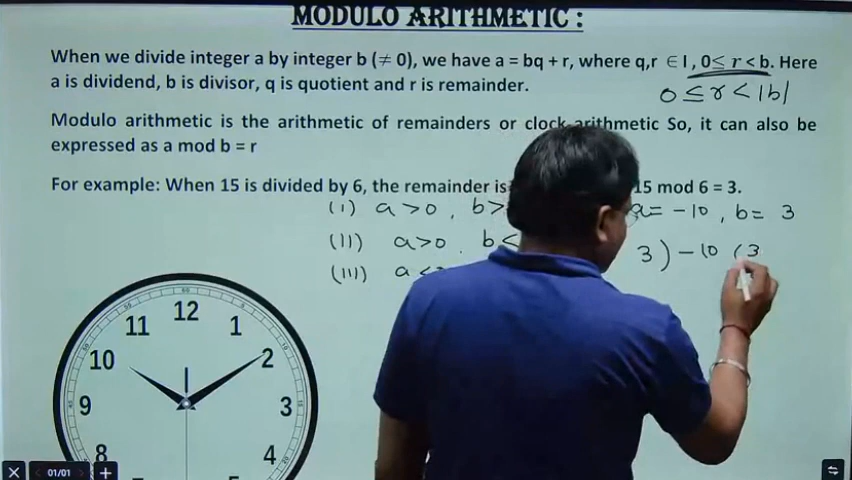 MODULO ARITHMETIC :
When we divide integer a by integer b (≠ 0), we have a = bq + r, where q,r ∈ I , 0≤ r < b. Here
a is dividend, b is divisor, q is quotient and r is remainder.
0 ≤ r < |b|
Modulo arithmetic is the arithmetic of remainders or clock arithmetic So, it can also be
expressed as a mod b = r
For example: When 15 is divided by 6, the remainder is 15 mod 6 = 3.
(I) a > 0 , b > a = -10 , b = 3
(II) a > 0 , b < 3 ) -10 ( 3
(III) a <
12
11 1
10 2
9 3
8 4
01/01